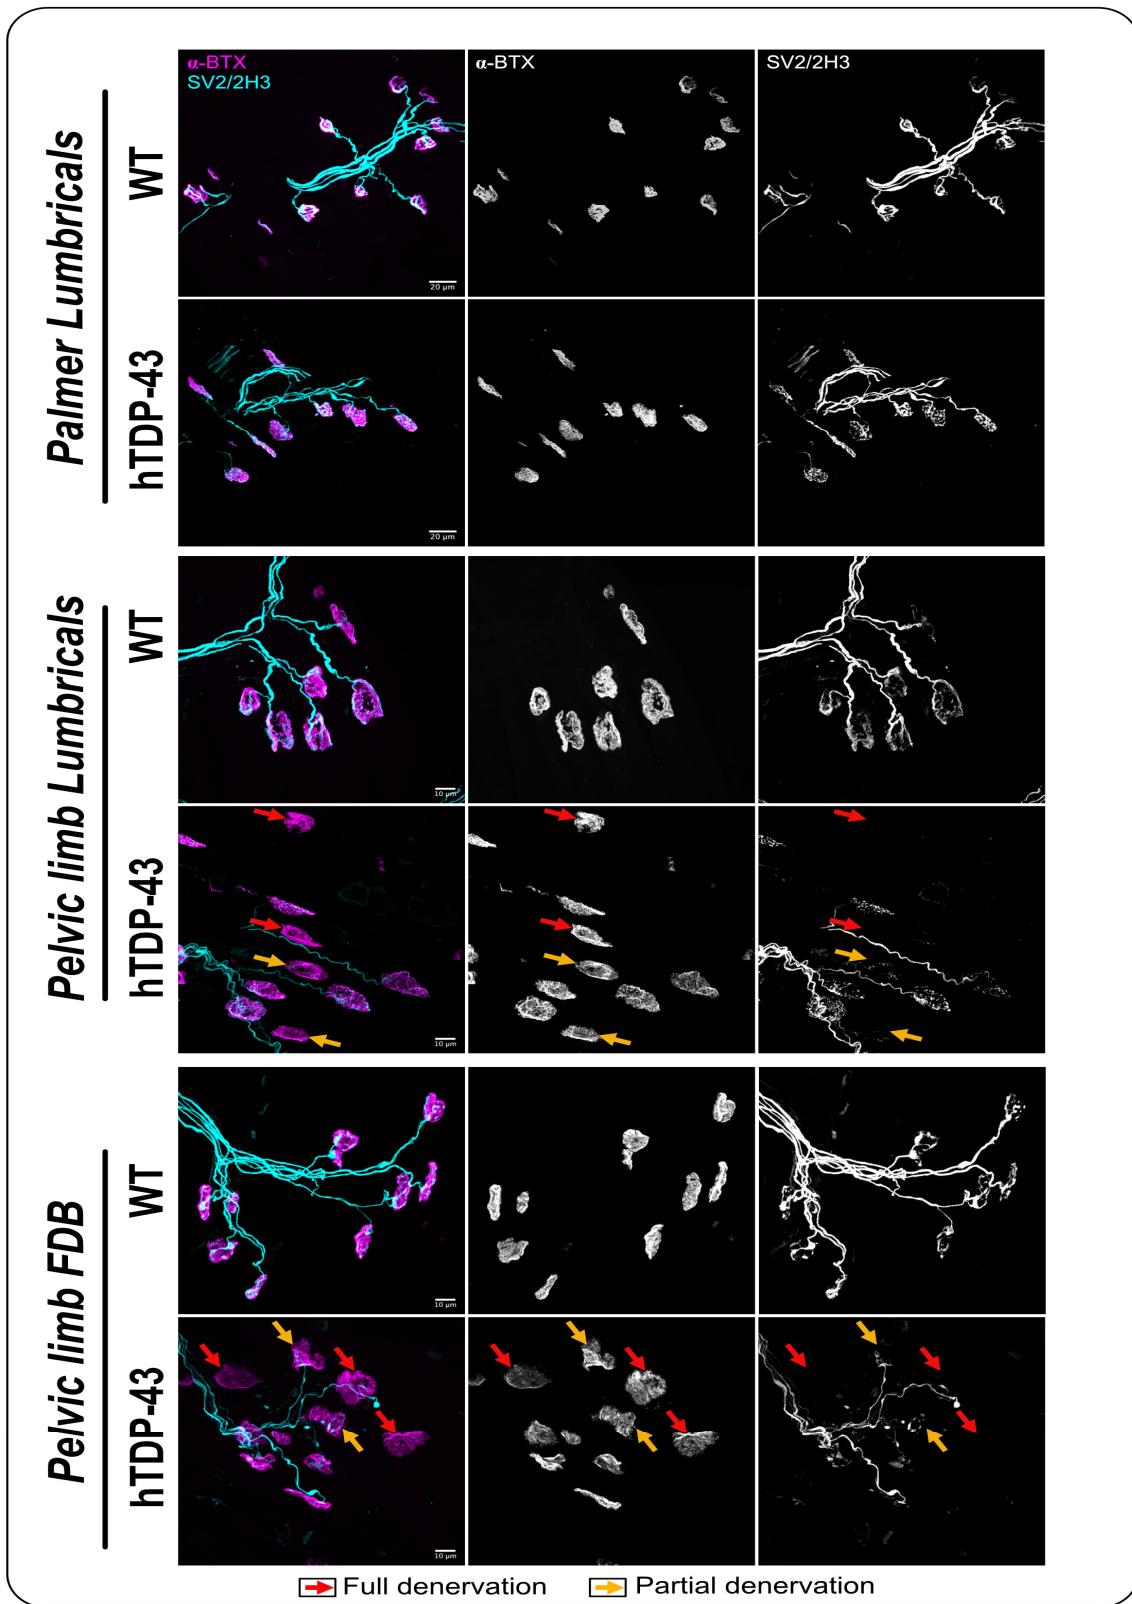 α-BTX
SV2/2H3
α-BTX
SV2/2H3
Palmer Lumbricals
WT
20 µm
hTDP-43
20 µm
Pelvic limb Lumbricals
WT
10 µm
hTDP-43
10 µm
Pelvic limb FDB
WT
10 µm
hTDP-43
10 µm
Full denervation
Partial denervation